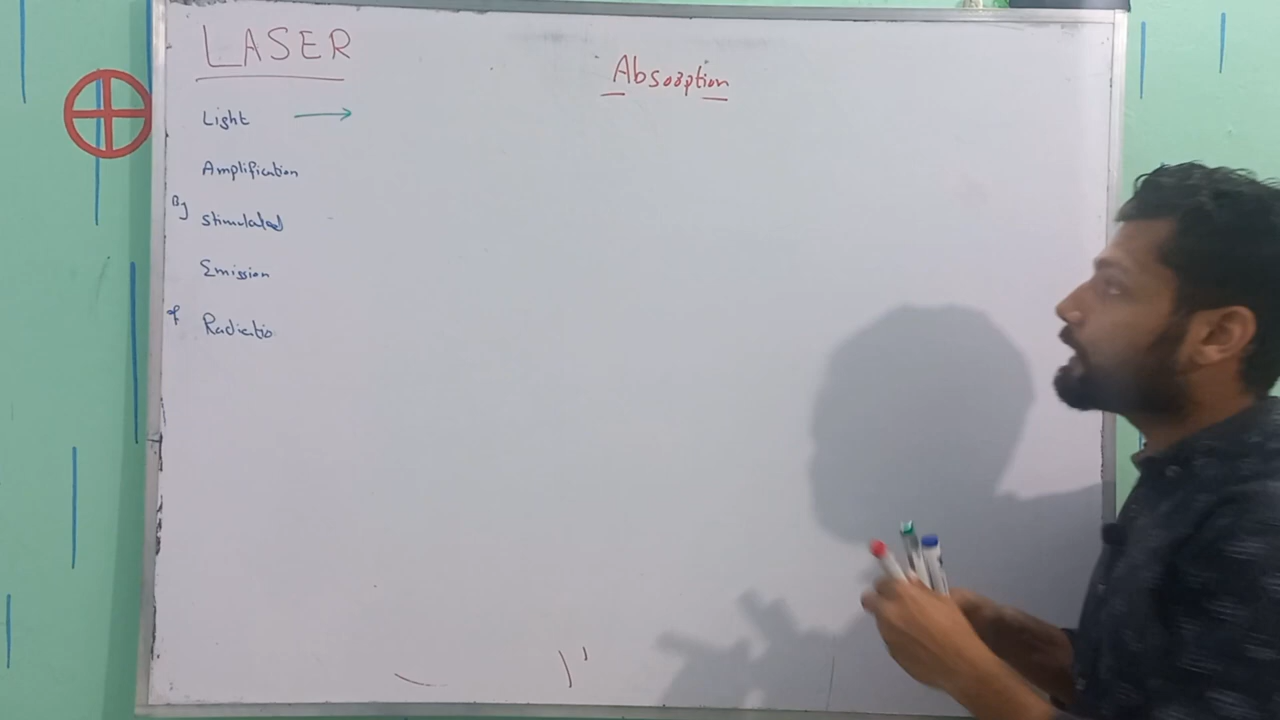 LASER
Absorption
Light →
Amplification
By Stimulated
Emission
of Radiatio